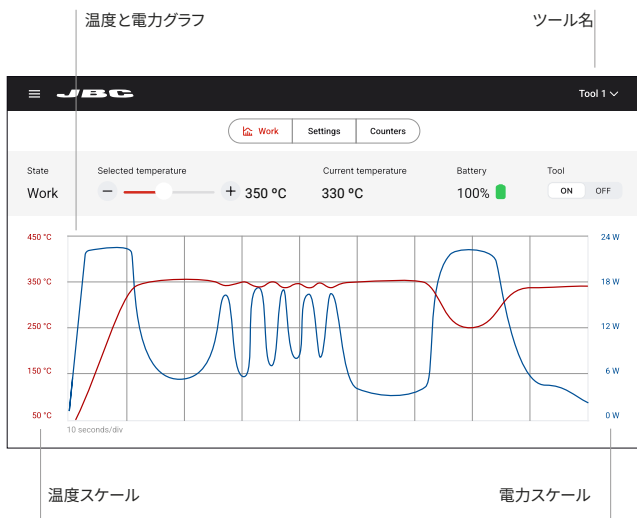 温度と電力グラフ
ツール名
JBC
Tool 1
Work
Settings
Counters
State
Selected temperature
Current temperature
Battery
Tool
Work
− + 350 ºC
330 ºC
100%
ON OFF
450 ºC
24 W
350 ºC
18 W
250 ºC
12 W
150 ºC
6 W
50 ºC
0 W
10 seconds/div
温度スケール
電力スケール